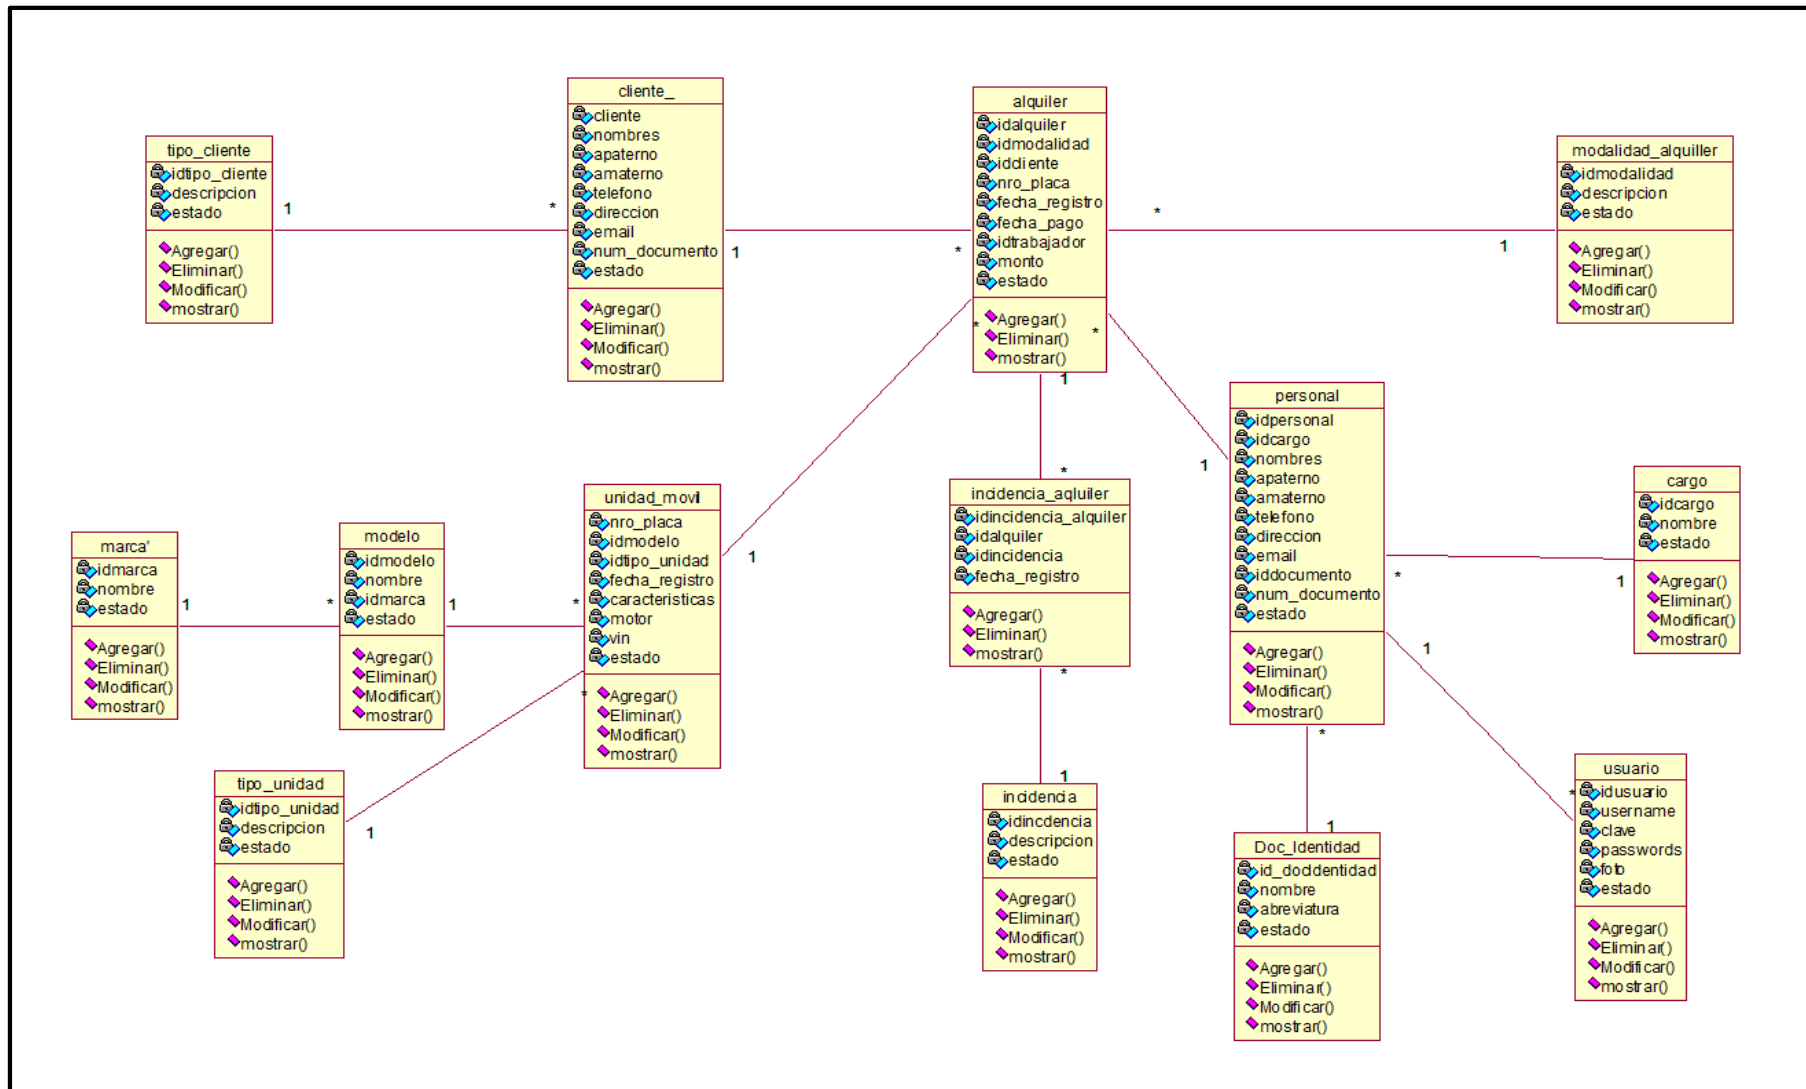 tipo_cliente
idtipo_cliente
descripcion
estado
Agregar()
Eliminar()
Modificar()
mostrar()
1
*
cliente_
cliente
nombres
apaterno
amaterno
telefono
direccion
email
num_documento
estado
Agregar()
Eliminar()
Modificar()
mostrar()
1
*
alquiler
idalquiler
idmodalidad
idcliente
nro_placa
fecha_registro
fecha_pago
idtrabajador
monto
estado
Agregar()
Eliminar()
mostrar()
*
1
modalidad_alquiller
idmodalidad
descripcion
estado
Agregar()
Eliminar()
Modificar()
mostrar()
*
*
1
1
1
*
marca'
idmarca
nombre
estado
Agregar()
Eliminar()
Modificar()
mostrar()
1
*
modelo
idmodelo
nombre
idmarca
estado
Agregar()
Eliminar()
Modificar()
mostrar()
1
*
unidad_movil
nro_placa
idmodelo
idtipo_unidad
fecha_registro
caracteristicas
motor
vin
estado
Agregar()
Eliminar()
Modificar()
mostrar()
*
1
tipo_unidad
idtipo_unidad
descripcion
estado
Agregar()
Eliminar()
Modificar()
mostrar()
incidencia_aqluiler
idincidencia_alquiler
idalquiler
idincidencia
fecha_registro
Agregar()
Eliminar()
mostrar()
*
1
incidencia
idincdencia
descripcion
estado
Agregar()
Eliminar()
Modificar()
mostrar()
personal
idpersonal
idcargo
nombres
apaterno
amaterno
telefono
direccion
email
iddocumento
num_documento
estado
Agregar()
Eliminar()
Modificar()
mostrar()
*
1
cargo
idcargo
nombre
estado
Agregar()
Eliminar()
Modificar()
mostrar()
1
*
*
1
Doc_Identidad
id_docIdentidad
nombre
abreviatura
estado
Agregar()
Eliminar()
Modificar()
mostrar()
usuario
idusuario
username
clave
passwords
foto
estado
Agregar()
Eliminar()
Modificar()
mostrar()